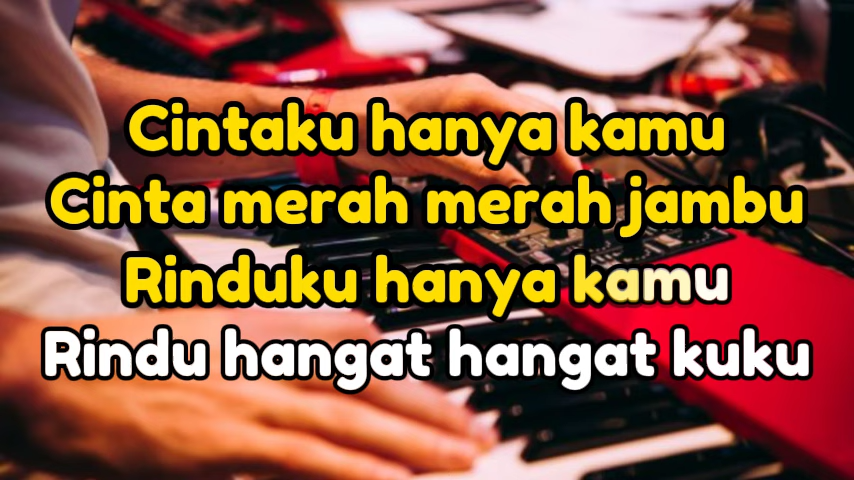 Cintaku hanya kamu
Cinta merah merah jambu
Rinduku hanya kamu
Rindu hangat hangat kuku